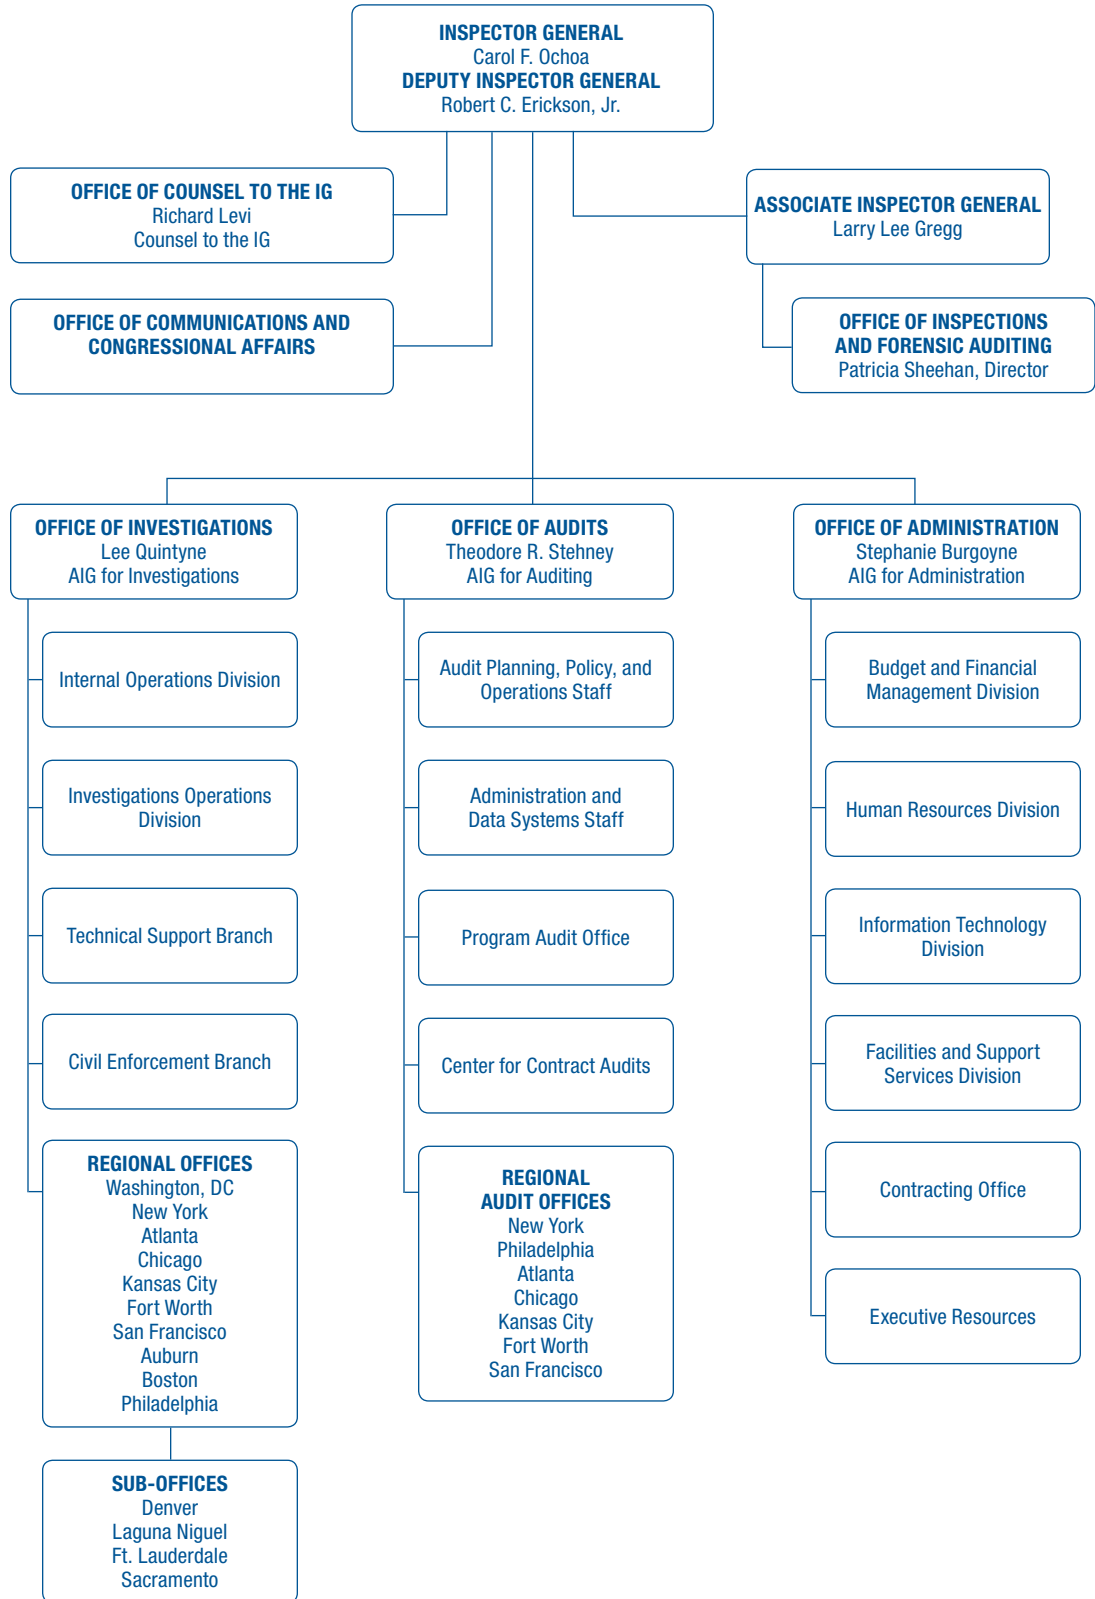 INSPECTOR GENERAL
Carol F. Ochoa
DEPUTY INSPECTOR GENERAL
Robert C. Erickson, Jr.
OFFICE OF COUNSEL TO THE IG
Richard Levi
Counsel to the IG
ASSOCIATE INSPECTOR GENERAL
Larry Lee Gregg
OFFICE OF COMMUNICATIONS AND
CONGRESSIONAL AFFAIRS
OFFICE OF INSPECTIONS
AND FORENSIC AUDITING
Patricia Sheehan, Director
OFFICE OF INVESTIGATIONS
Lee Quintyne
AIG for Investigations
Internal Operations Division
Investigations Operations
Division
Technical Support Branch
Civil Enforcement Branch
REGIONAL OFFICES
Washington, DC
New York
Atlanta
Chicago
Kansas City
Fort Worth
San Francisco
Auburn
Boston
Philadelphia
SUB-OFFICES
Denver
Laguna Niguel
Ft. Lauderdale
Sacramento
OFFICE OF AUDITS
Theodore R. Stehney
AIG for Auditing
Audit Planning, Policy, and
Operations Staff
Administration and
Data Systems Staff
Program Audit Office
Center for Contract Audits
REGIONAL
AUDIT OFFICES
New York
Philadelphia
Atlanta
Chicago
Kansas City
Fort Worth
San Francisco
OFFICE OF ADMINISTRATION
Stephanie Burgoyne
AIG for Administration
Budget and Financial
Management Division
Human Resources Division
Information Technology
Division
Facilities and Support
Services Division
Contracting Office
Executive Resources